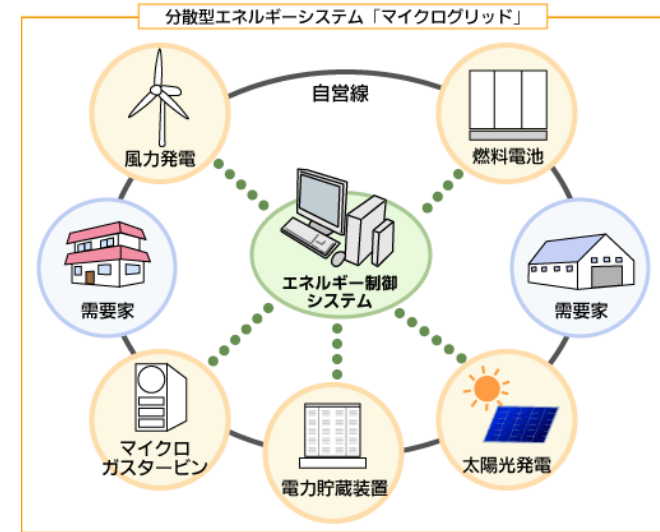 分散型エネルギーシステム「マイクログリッド」
自営線
風力発電
燃料電池
エネルギー制御
システム
需要家
需要家
マイクロ
ガスタービン
電力貯蔵装置
太陽光発電